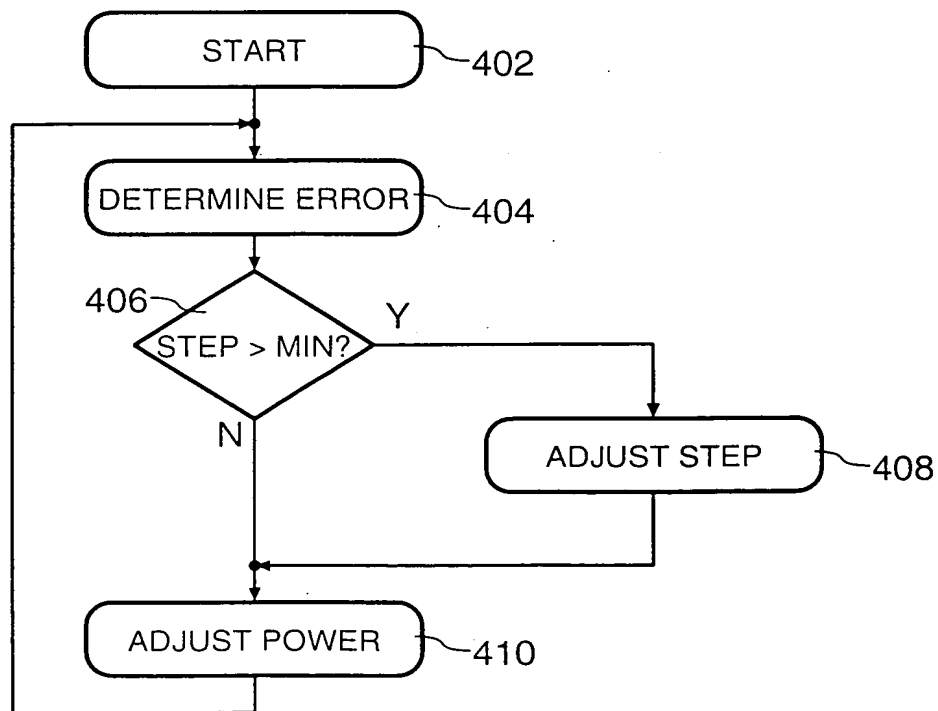 START
402
DETERMINE ERROR
404
406
STEP > MIN?
Y
N
ADJUST STEP
408
ADJUST POWER
410